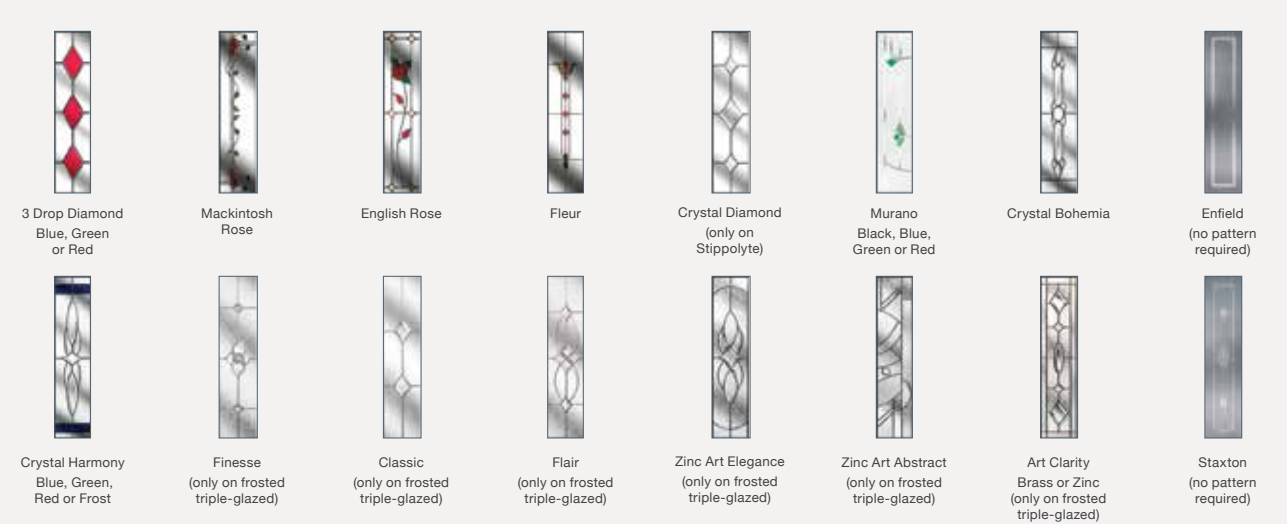 3 Drop Diamond
Blue, Green
or Red
Mackintosh
Rose
English Rose
Fleur
Crystal Diamond
(only on
Stippolyte)
Murano
Black, Blue,
Green or Red
Crystal Bohemia
Enfield
(no pattern
required)
Crystal Harmony
Blue, Green,
Red or Frost
Finesse
(only on frosted
triple-glazed)
Classic
(only on frosted
triple-glazed)
Flair
(only on frosted
triple-glazed)
Zinc Art Elegance
(only on frosted
triple-glazed)
Zinc Art Abstract
(only on frosted
triple-glazed)
Art Clarity
Brass or Zinc
(only on frosted
triple-glazed)
Staxton
(no pattern
required)